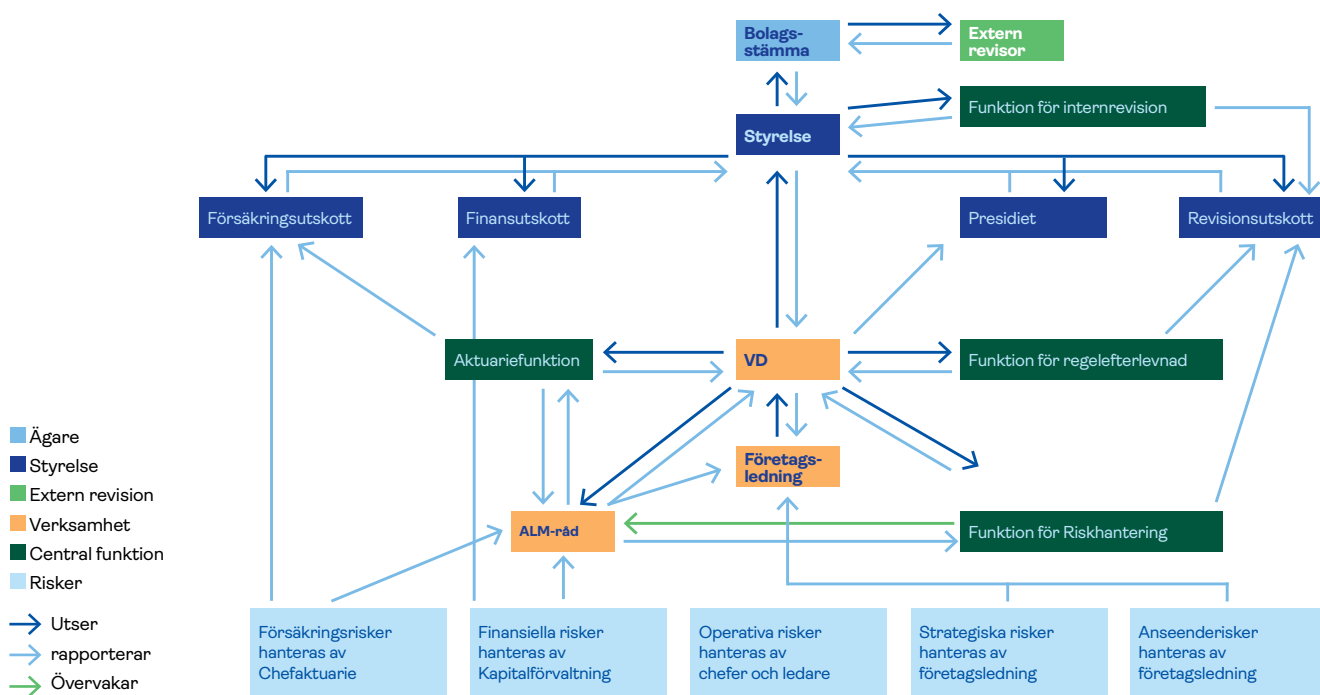 Bolags-
stämma
Extern
revisor
Styrelse
Funktion för internrevision
Försäkringsutskott
Finansutskott
Presidiet
Revisionsutskott
Aktuariefunktion
VD
Funktion för regelefterlevnad
Företags-
ledning
ALM-råd
Funktion för Riskhantering
Ägare
Styrelse
Extern revision
Verksamhet
Central funktion
Risker
Utser
rapporterar
Övervakar
Försäkringsrisker
hanteras av
Chefaktuarie
Finansiella risker
hanteras av
Kapitalförvaltning
Operativa risker
hanteras av
chefer och ledare
Strategiska risker
hanteras av
företagsledning
Anseenderisker
hanteras av
företagsledning